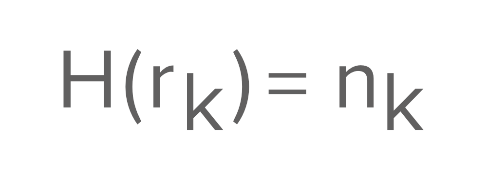 H(rₖ) = nₖ